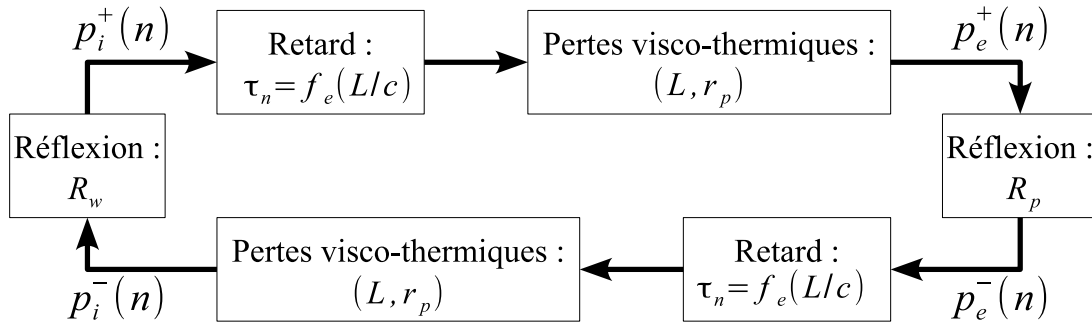 p_i^+(n)
Retard :
τ_n=f_e(L/c)
Pertes visco-thermiques :
(L,r_p)
p_e^+(n)
Réflexion :
R_w
Réflexion :
R_p
Pertes visco-thermiques :
(L,r_p)
Retard :
τ_n=f_e(L/c)
p_i^-(n)
p_e^-(n)